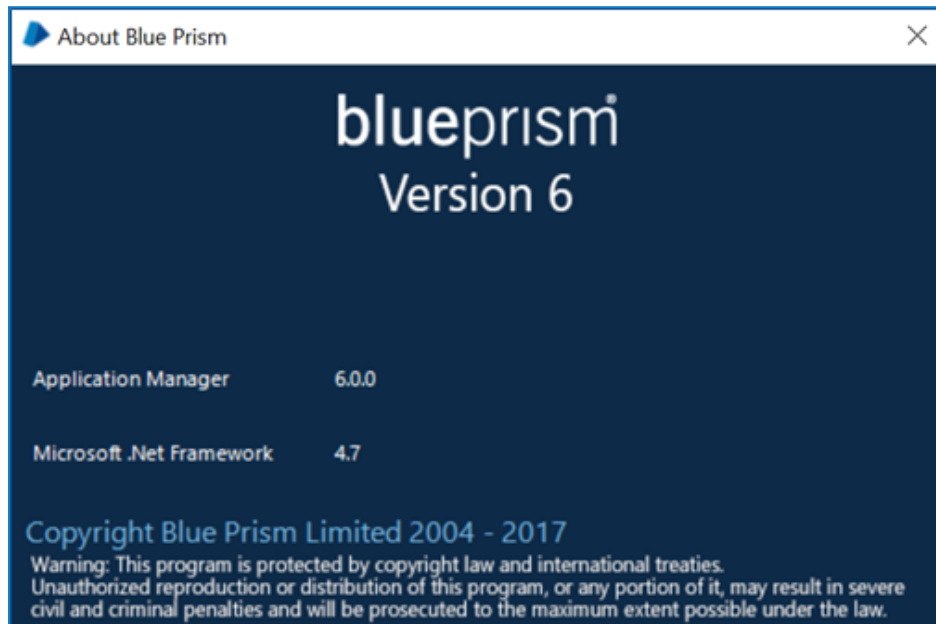 About Blue Prism
blueprism®
Version 6
Application Manager 6.0.0
Microsoft .Net Framework 4.7
Copyright Blue Prism Limited 2004 - 2017
Warning: This program is protected by copyright law and international treaties.
Unauthorized reproduction or distribution of this program, or any portion of it, may result in severe
civil and criminal penalties and will be prosecuted to the maximum extent possible under the law.